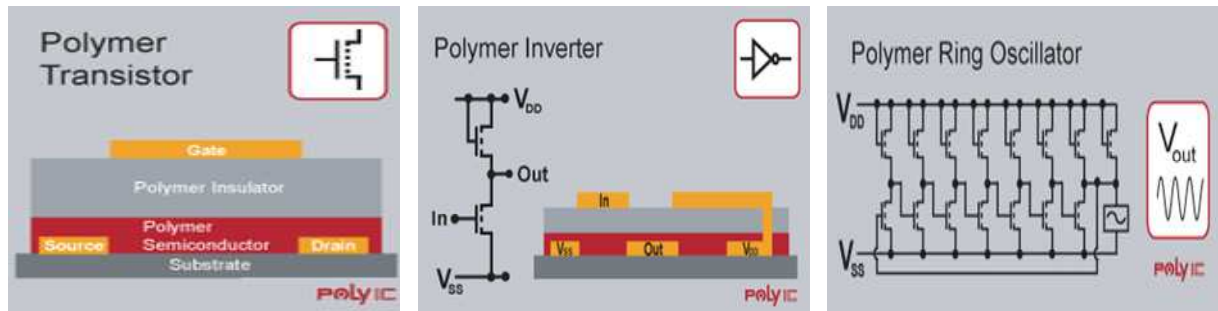 Polymer
Transistor
Gate
Polymer Insulator
Polymer
Source Semiconductor Drain
Substrate
PolyIC
Polymer Inverter
VDD
Out
In
VSS
In
VSS Out VDD
PolyIC
Polymer Ring Oscillator
VDD
VSS
Vout
PolyIC